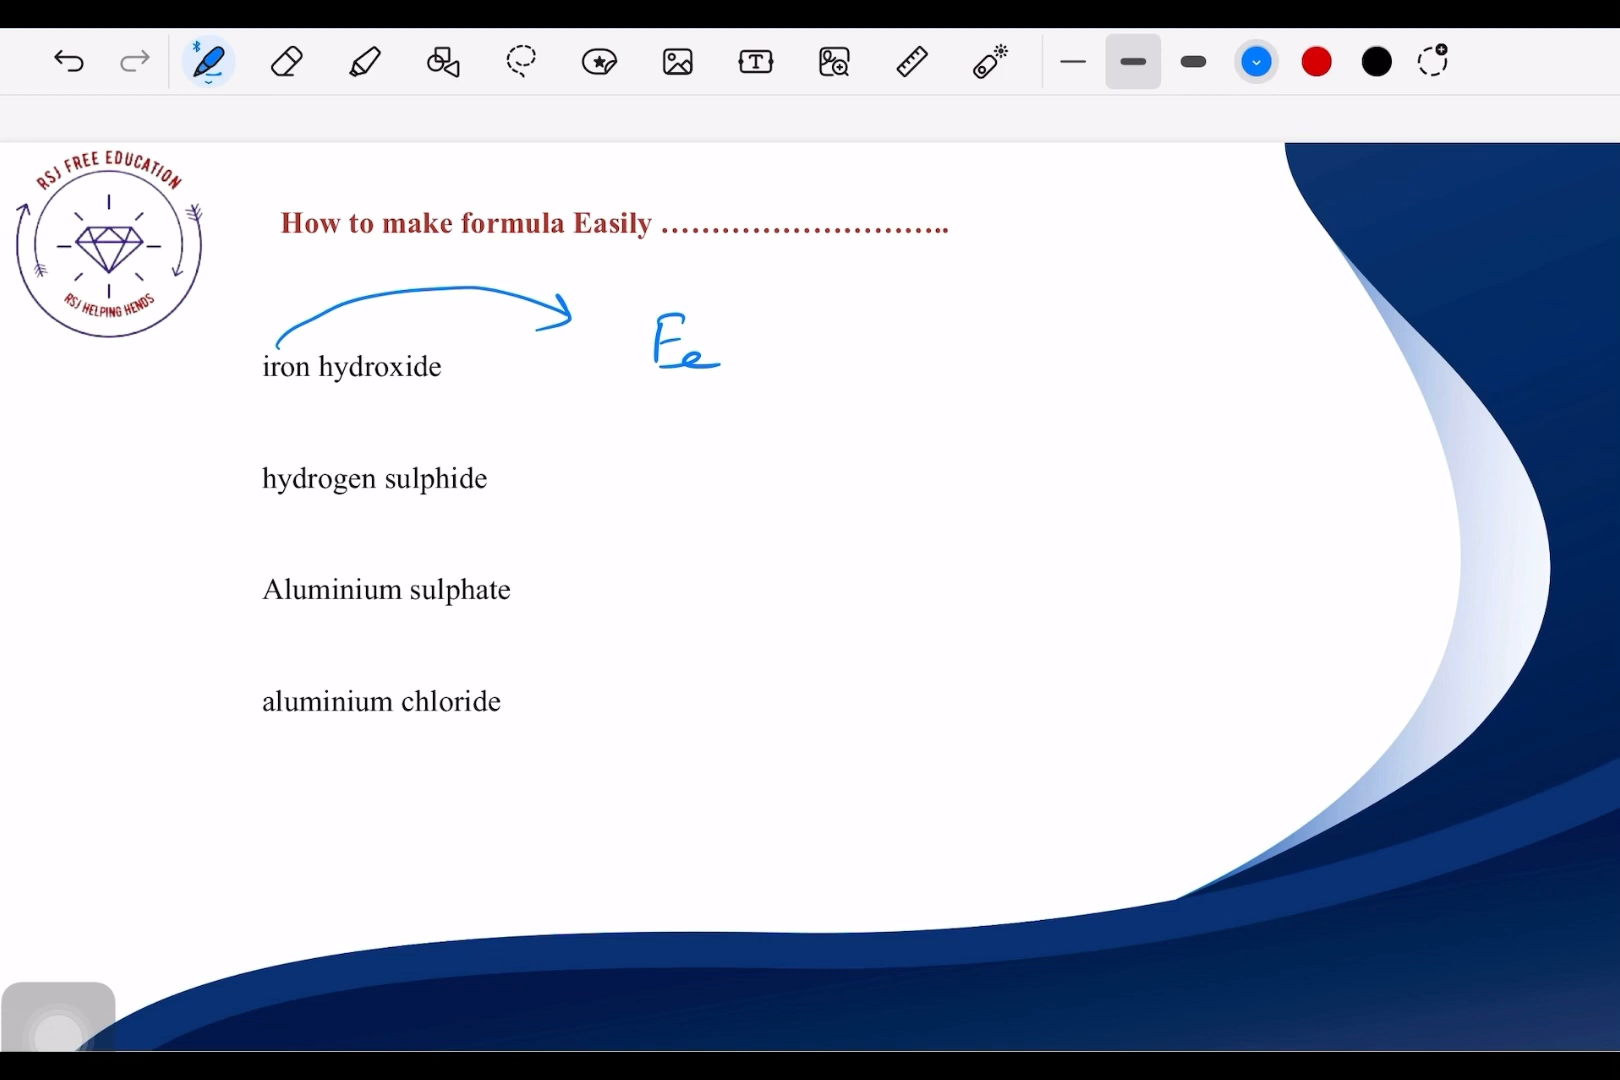 RSJ FREE EDUCATION
RSJ HELPING HENDS
How to make formula Easily ..............................
Fe
iron hydroxide
hydrogen sulphide
Aluminium sulphate
aluminium chloride